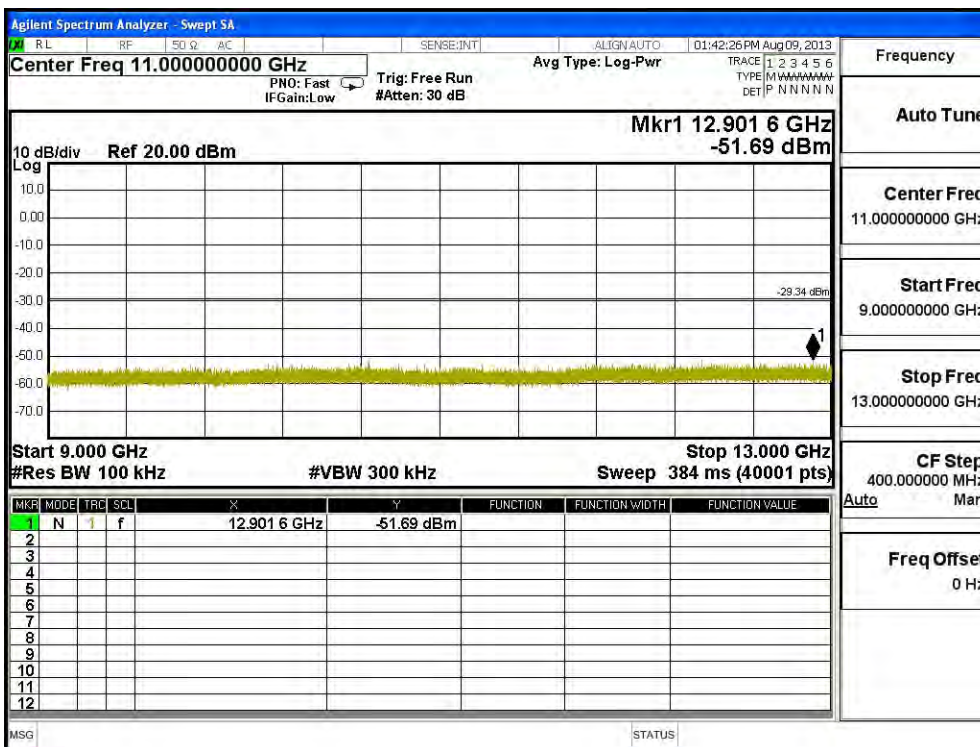 Agilent Spectrum Analyzer - Swept SA
LXI RL RF 50 Ω AC SENSE:INT ALIGN AUTO 01:42:26 PM Aug 09, 2013
Center Freq 11.000000000 GHz
PNO: Fast
IFGain:Low
Trig: Free Run
#Atten: 30 dB
Avg Type: Log-Pwr
TRACE 1 2 3 4 5 6
TYPE M WWWWW
DET P N N N N N
Mkr1 12.901 6 GHz
-51.69 dBm
10 dB/div Ref 20.00 dBm
Log
10.0
0.00
-10.0
-20.0
-30.0
-40.0
-50.0
-60.0
-70.0
-29.34 dBm
1
Start 9.000 GHz Stop 13.000 GHz
#Res BW 100 kHz #VBW 300 kHz Sweep 384 ms (40001 pts)
MKR MODE TRC SCL X Y FUNCTION FUNCTION WIDTH FUNCTION VALUE
1 N 1 f 12.901 6 GHz -51.69 dBm
2
3
4
5
6
7
8
9
10
11
12
MSG STATUS
Frequency
Auto Tune
Center Freq
11.000000000 GHz
Start Freq
9.000000000 GHz
Stop Freq
13.000000000 GHz
CF Step
400.000000 MHz
Auto Man
Freq Offset
0 Hz